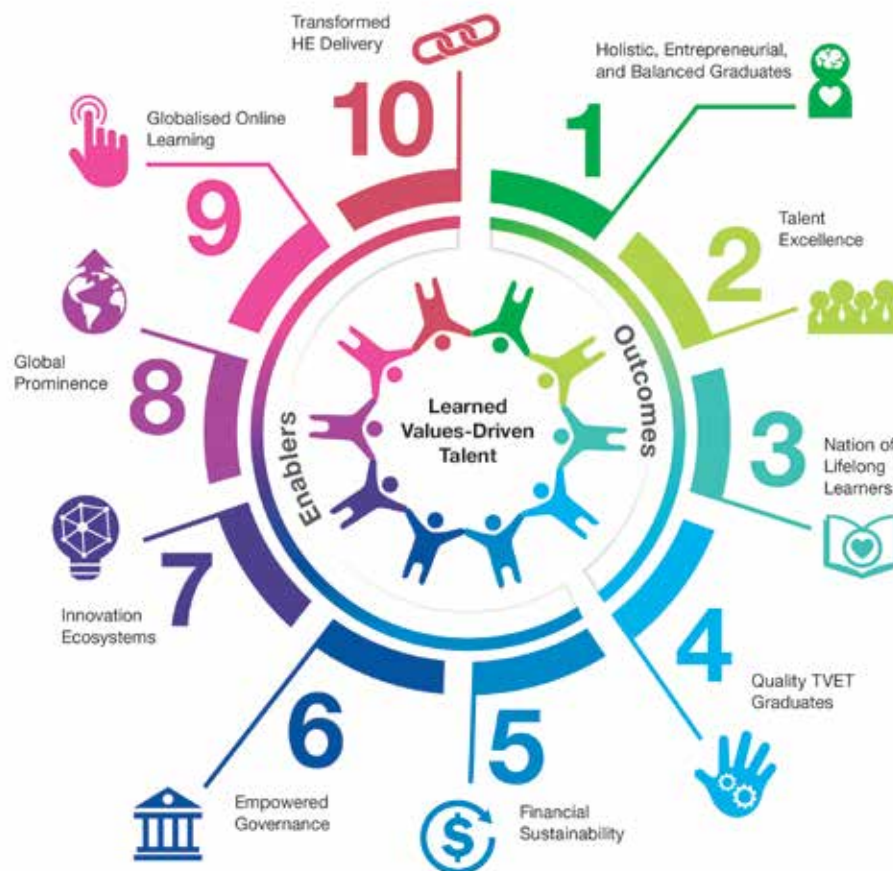 Transformed
HE Delivery
10
Holistic, Entrepreneurial,
and Balanced Graduates
1
Talent
Excellence
2
Nation of
Lifelong
Learners
3
Quality TVET
Graduates
4
Financial
Sustainability
5
Empowered
Governance
6
Innovation
Ecosystems
7
Global
Prominence
8
Globalised Online
Learning
9
Enablers
Outcomes
Learned
Values-Driven
Talent
$